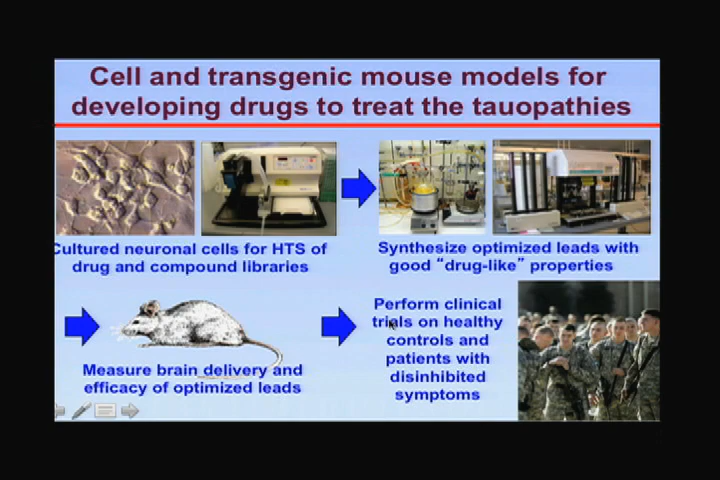 Cell and transgenic mouse models for
developing drugs to treat the tauopathies
Cultured neuronal cells for HTS of
drug and compound libraries
Synthesize optimized leads with
good “drug-like” properties
Measure brain delivery and
efficacy of optimized leads
Perform clinical
trials on healthy
controls and
patients with
disinhibited
symptoms